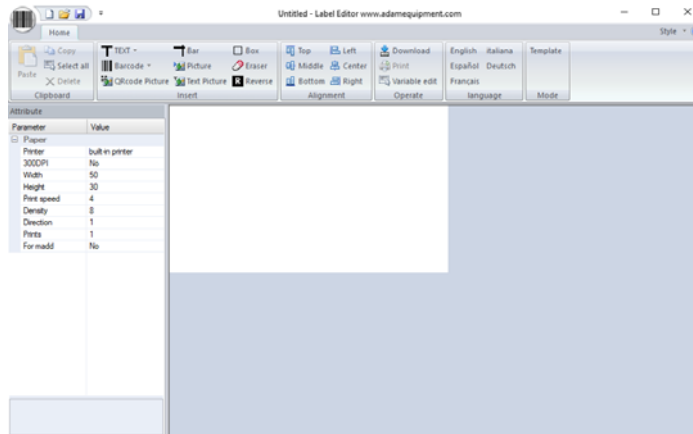 Untitled - Label Editor www.adamequipment.com
Home
Style
Paste
Copy
Select all
Delete
Clipboard
TEXT
Barcode
QRcode Picture
Bar
Picture
Text Picture
Box
Eraser
Reverse
Insert
Top
Middle
Bottom
Left
Center
Right
Alignment
Download
Print
Variable edit
Operate
English
italiana
Español
Deutsch
Français
language
Template
Mode
Attribute
Parameter Value
Paper
Printer built-in printer
300DPI No
Width 50
Height 30
Print speed 4
Density 8
Direction 1
Prints 1
For madd No